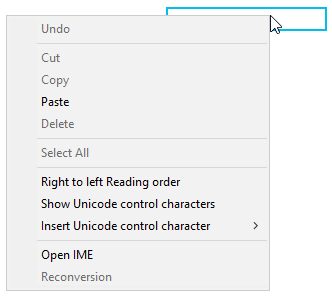 Undo
Cut
Copy
Paste
Delete
Select All
Right to left Reading order
Show Unicode control characters
Insert Unicode control character
Open IME
Reconversion